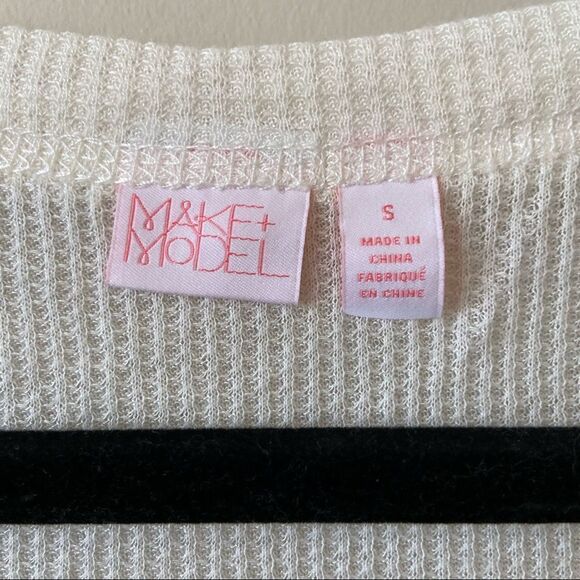 MAKE+
MODEL
S
MADE IN
CHINA
FABRIQUÉ
EN CHINE